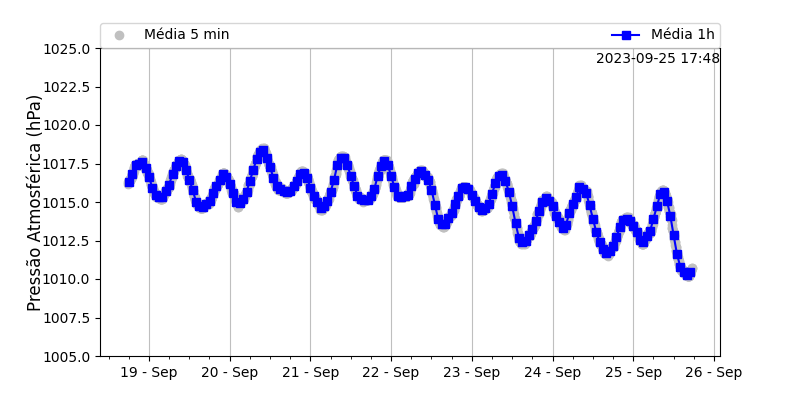 Média 5 min
Média 1h
2023-09-25 17:48
Pressão Atmosférica (hPa)
1025.0
1022.5
1020.0
1017.5
1015.0
1012.5
1010.0
1007.5
1005.0
19 - Sep
20 - Sep
21 - Sep
22 - Sep
23 - Sep
24 - Sep
25 - Sep
26 - Sep